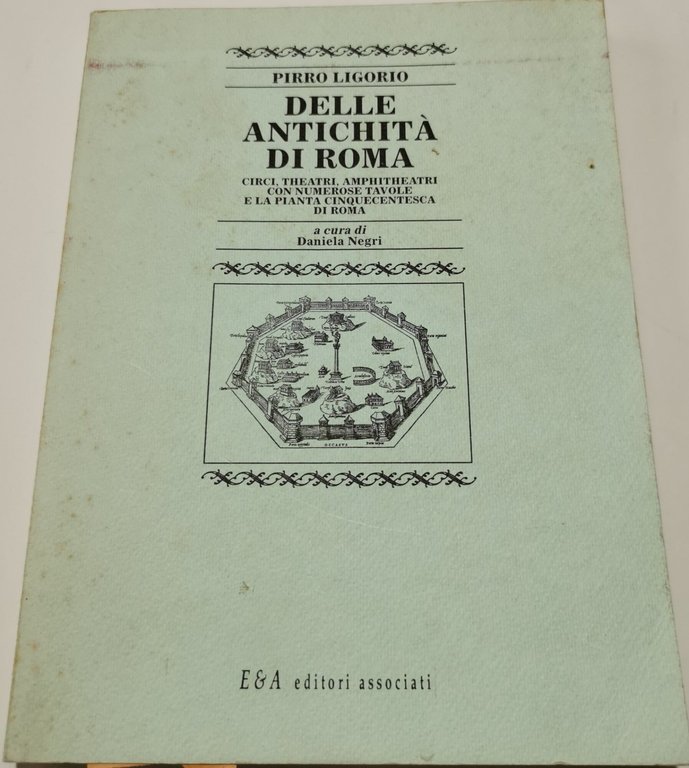 PIRRO LIGORIO
DELLE
ANTICHITÀ
DI ROMA
CIRCI, THEATRI, AMPHITHEATRI
CON NUMEROSE TAVOLE
E LA PIANTA CINQUECENTESCA
DI ROMA
a cura di
Daniela Negri
E&A editori associati